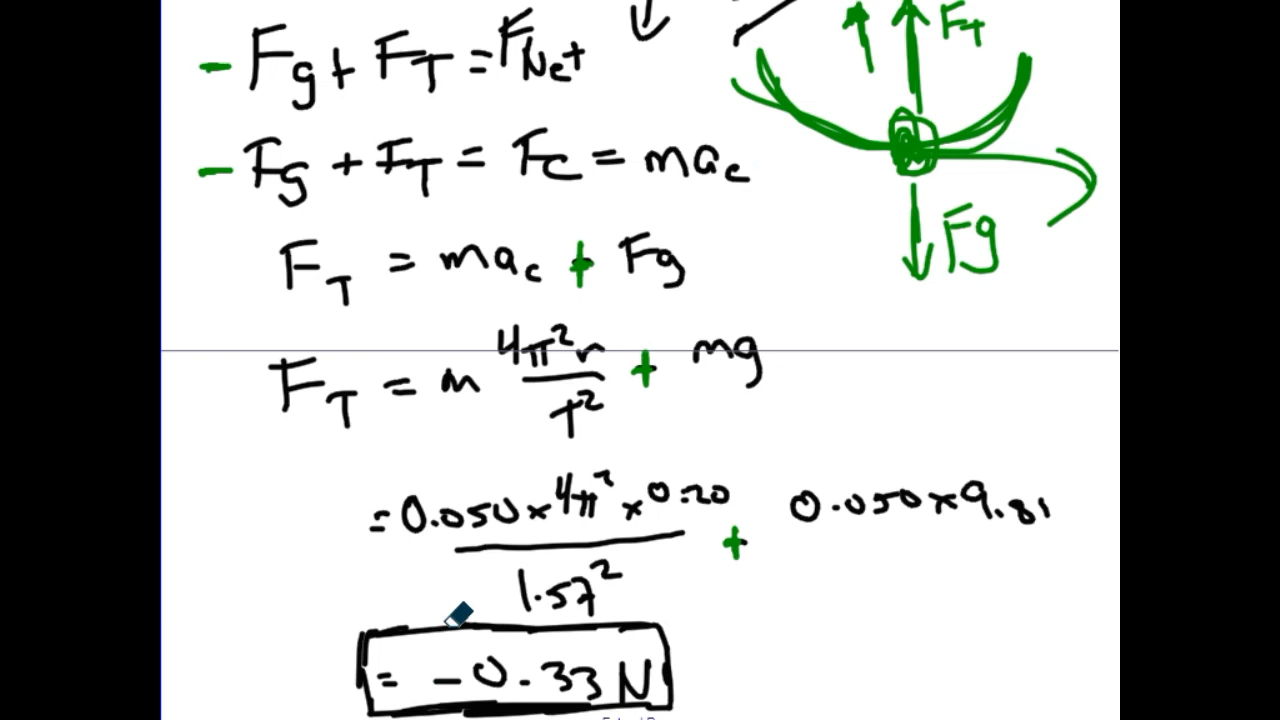 - Fg + FT = FNet
FT
- Fg + FT = Fc = mac
Fg
FT = mac + Fg
FT = m 4π²r / T² + mg
= 0.050 x 4π² x 0.20 / 1.57² + 0.050 x 9.81
= - 0.33 N